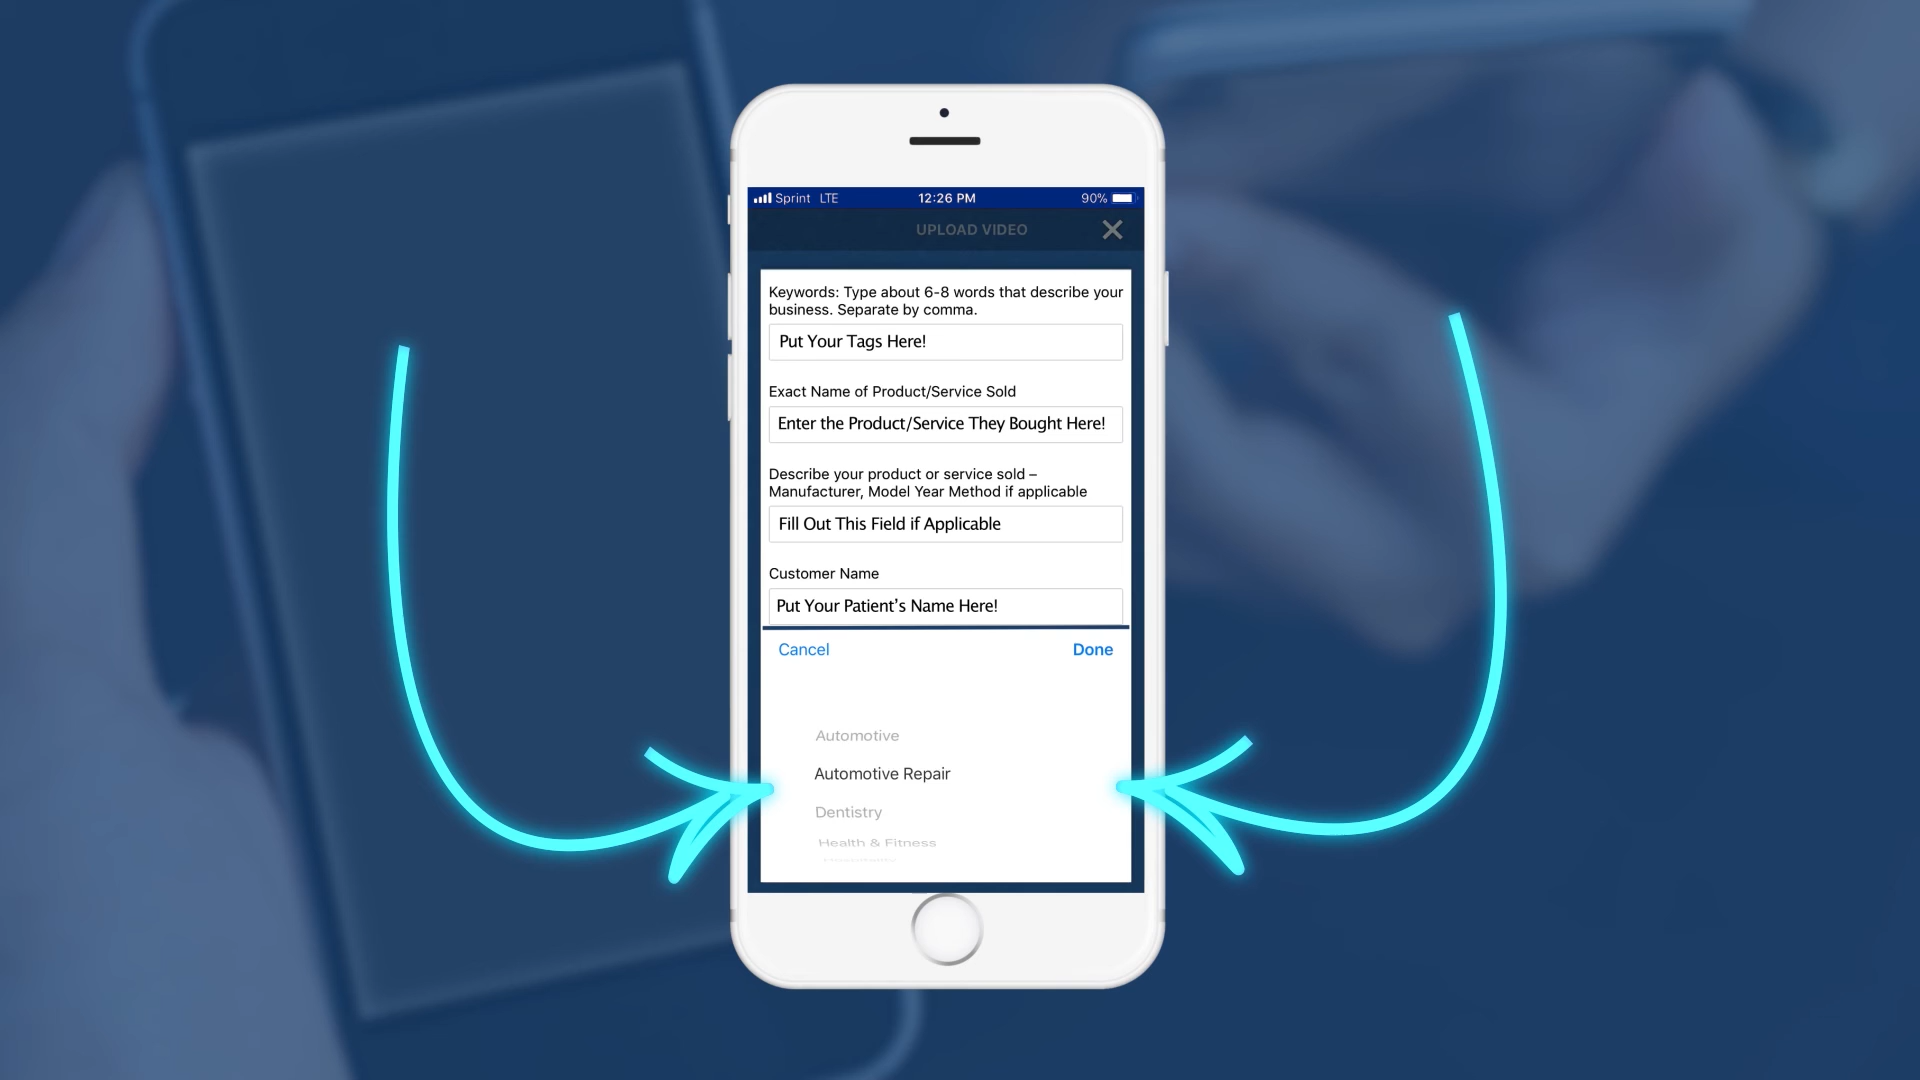 Sprint LTE 12:26 PM 90%
UPLOAD VIDEO
Keywords: Type about 6-8 words that describe your
business. Separate by comma.
Put Your Tags Here!
Exact Name of Product/Service Sold
Enter the Product/Service They Bought Here!
Describe your product or service sold –
Manufacturer, Model Year Method if applicable
Fill Out This Field if Applicable
Customer Name
Put Your Patient's Name Here!
Cancel Done
Automotive
Automotive Repair
Dentistry
Health & Fitness